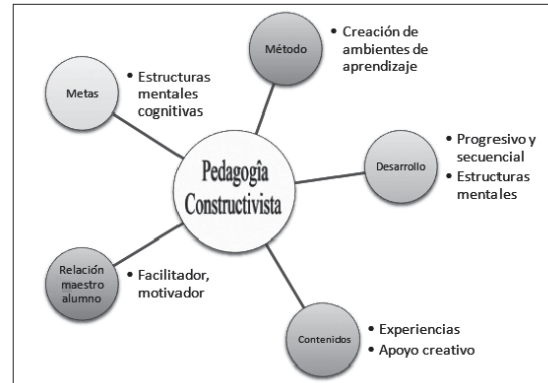 Método
• Creación de
ambientes de
aprendizaje
Metas
• Estructuras
mentales
cognitivas
Pedagogîa
Constructivista
Desarrollo
• Progresivo y
secuencial
• Estructuras
mentales
Relación
maestro
alumno
• Facilitador,
motivador
Contenidos
• Experiencias
• Apoyo creativo